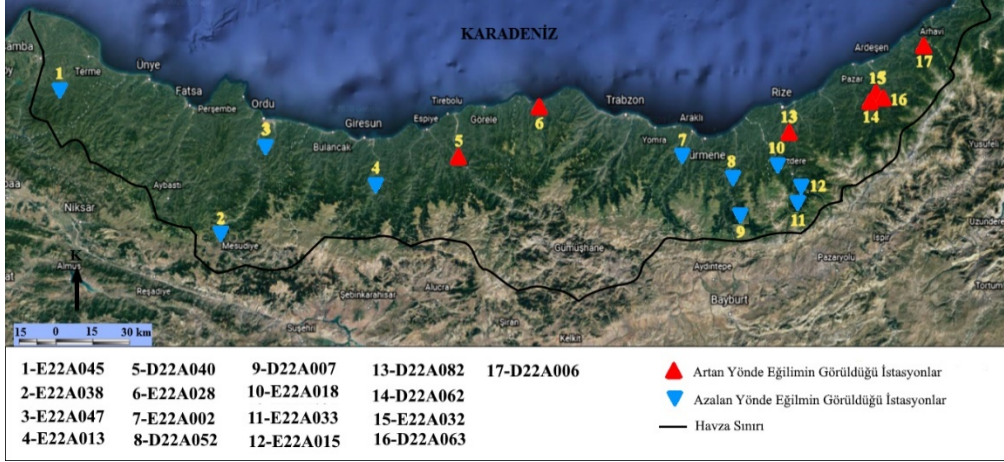 KARADENİZ
Arhavi
17
Ardeşen
Pazar
15
16
14
Terme
1
Ünye
Fatsa
Perşembe
Ordu
3
Giresun
Bulancak
Tirebolu
Espiye
Görele
5
6
Trabzon
Yomra
Araklı
7
8
Rize
13
10
12
11
9
Yusufeli
4
2
Mesudiye
Aybastı
Niksar
K
Almus
Reşadiye
Suşehri
Şebinkarahisar
Alucra
Şiran
Kelkit
Gümüşhane
Aydıntepe
Bayburt
Pazaryolu
İspir
Uzundere
Tortum
15 0 15 30 km
1-E22A045 5-D22A040 9-D22A007 13-D22A082 17-D22A006
2-E22A038 6-E22A028 10-E22A018 14-D22A062
3-E22A047 7-E22A002 11-E22A033 15-E22A032
4-E22A013 8-D22A052 12-E22A015 16-D22A063
Artan Yönde Eğilimin Görüldüğü İstasyonlar
Azalan Yönde Eğilmin Görüldüğü İstasyonlar
Havza Sınırı